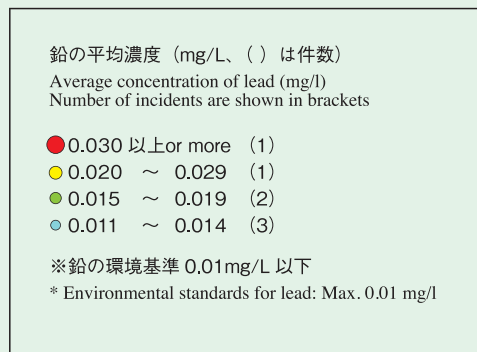 鉛の平均濃度（mg/L、（ ）は件数）
Average concentration of lead (mg/l)
Number of incidents are shown in brackets
0.030 以上or more （1）
0.020 ～ 0.029 （1）
0.015 ～ 0.019 （2）
0.011 ～ 0.014 （3）
※鉛の環境基準 0.01mg/L 以下
* Environmental standards for lead: Max. 0.01 mg/l